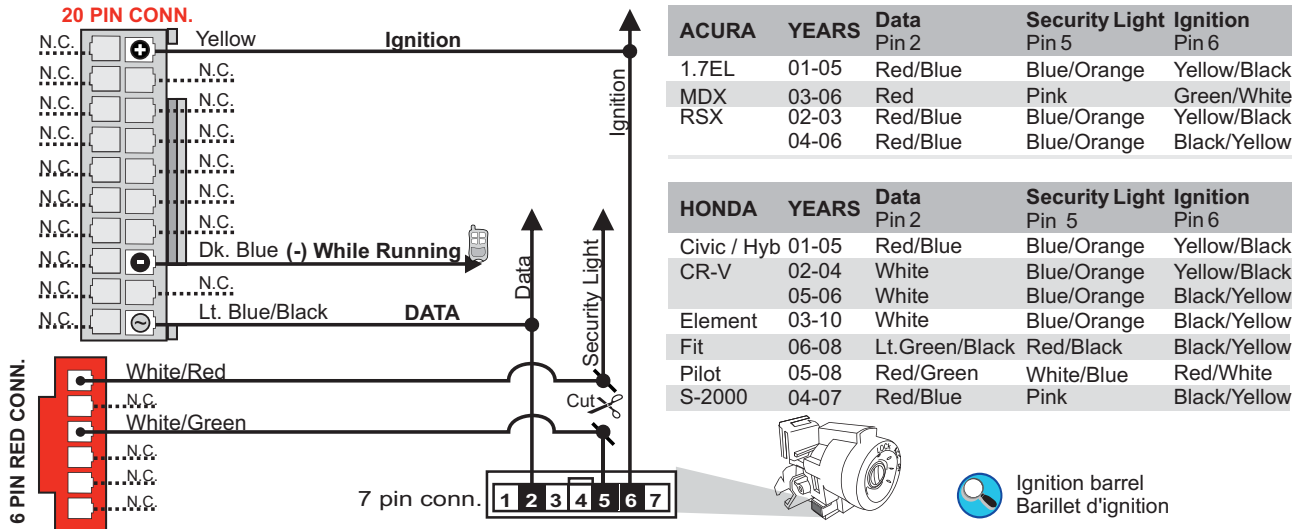 20 PIN CONN.
N.C. Yellow Ignition
N.C. N.C.
N.C. N.C.
N.C. N.C.
N.C. N.C.
N.C. N.C.
N.C. N.C.
N.C. Dk. Blue (-) While Running
N.C. N.C.
N.C. Lt. Blue/Black DATA
Ignition
Data
Security Light
6 PIN RED CONN.
White/Red
N.C.
Cut
White/Green
N.C.
N.C.
N.C.
7 pin conn. 1 2 3 4 5 6 7
ACURA YEARS Data Pin 2 Security Light Pin 5 Ignition Pin 6
1.7EL 01-05 Red/Blue Blue/Orange Yellow/Black
MDX 03-06 Red Pink Green/White
RSX 02-03 Red/Blue Blue/Orange Yellow/Black
04-06 Red/Blue Blue/Orange Black/Yellow
HONDA YEARS Data Pin 2 Security Light Pin 5 Ignition Pin 6
Civic / Hyb 01-05 Red/Blue Blue/Orange Yellow/Black
CR-V 02-04 White Blue/Orange Yellow/Black
05-06 White Blue/Orange Black/Yellow
Element 03-10 White Blue/Orange Black/Yellow
Fit 06-08 Lt.Green/Black Red/Black Black/Yellow
Pilot 05-08 Red/Green White/Blue Red/White
S-2000 04-07 Red/Blue Pink Black/Yellow
LOCK
Ignition barrel
Barillet d'ignition